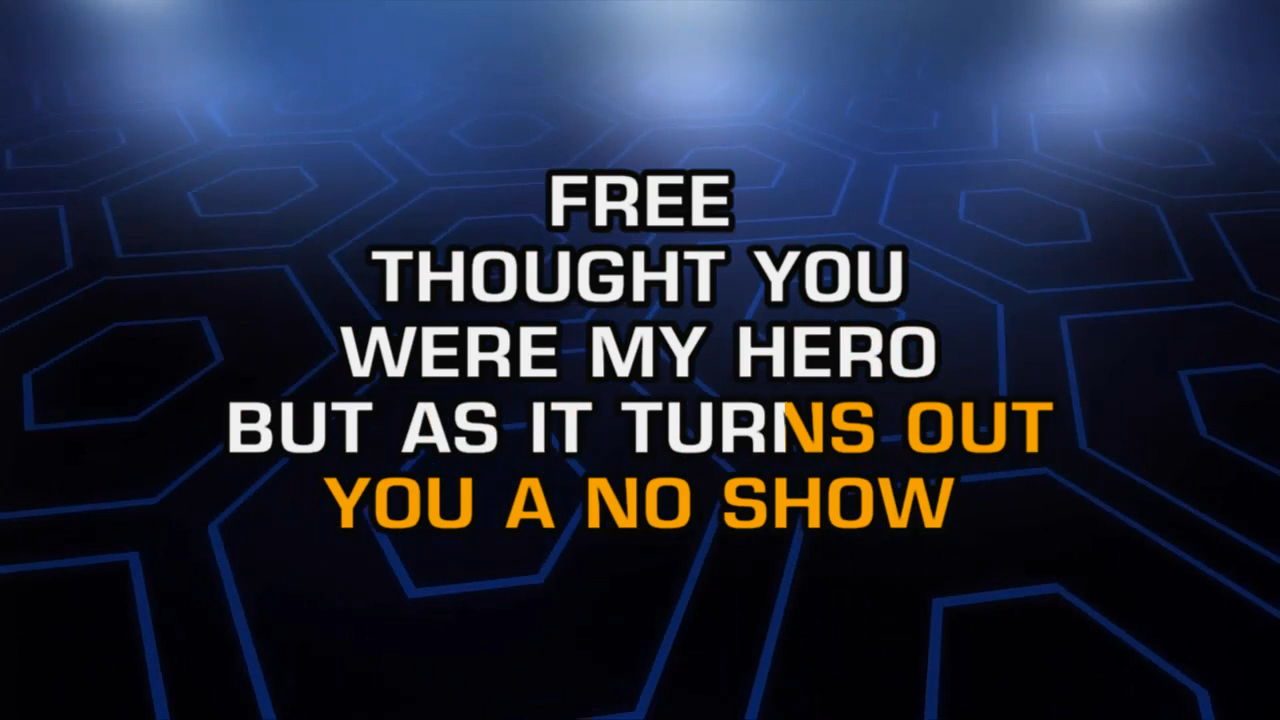 FREE
THOUGHT YOU
WERE MY HERO
BUT AS IT TURNS OUT
YOU A NO SHOW